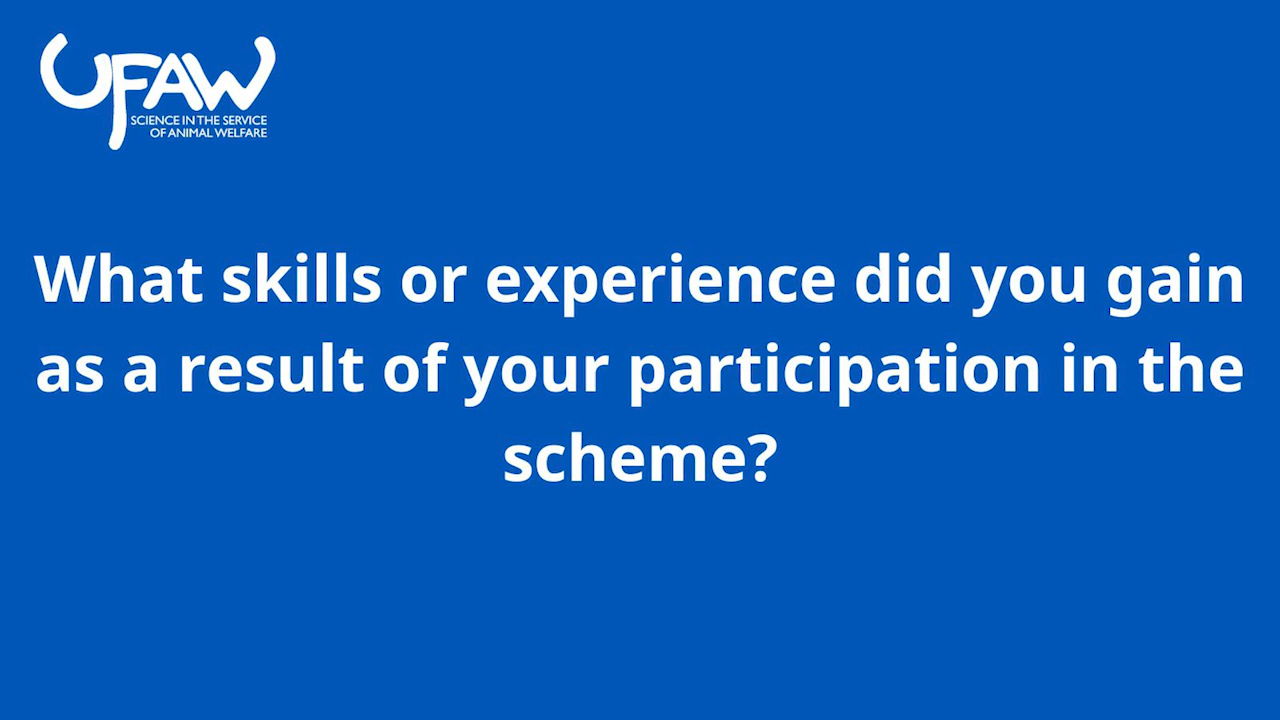 UFAW
SCIENCE IN THE SERVICE
OF ANIMAL WELFARE
What skills or experience did you gain
as a result of your participation in the
scheme?